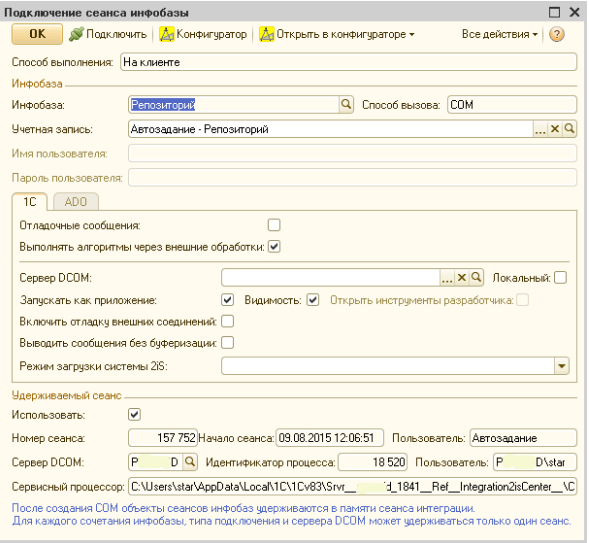 Подключение сеанса инфобазы
OK Подключить Конфигуратор Открыть в конфигураторе Все действия
Способ выполнения: На клиенте
Инфобаза
Инфобаза: Репозиторий Способ вызова: COM
Учетная запись: Автозадание - Репозиторий
Имя пользователя:
Пароль пользователя:
1С ADO
Отладочные сообщения:
Выполнять алгоритмы через внешние обработки:
Сервер DCOM: Локальный:
Запускать как приложение: Видимость: Открыть инструменты разработчика:
Включить отладку внешних соединений:
Выводить сообщения без буферизации:
Режим загрузки системы 2iS:
Удерживаемый сеанс
Использовать:
Номер сеанса: 157 752 Начало сеанса: 09.08.2015 12:06:51 Пользователь: Автозадание
Сервер DCOM: P D Идентификатор процесса: 18 520 Пользователь: P D\star
Сервисный процессор: C:\Users\star\AppData\Local\1C\1Cv83\Srvr__ d_1841__Ref__Integration2isCenter__\C
После создания COM объекты сеансов инфобаз удерживаются в памяти сеанса интеграции.
Для каждого сочетания инфобазы, типа подключения и сервера DCOM может удерживаться только один сеанс.